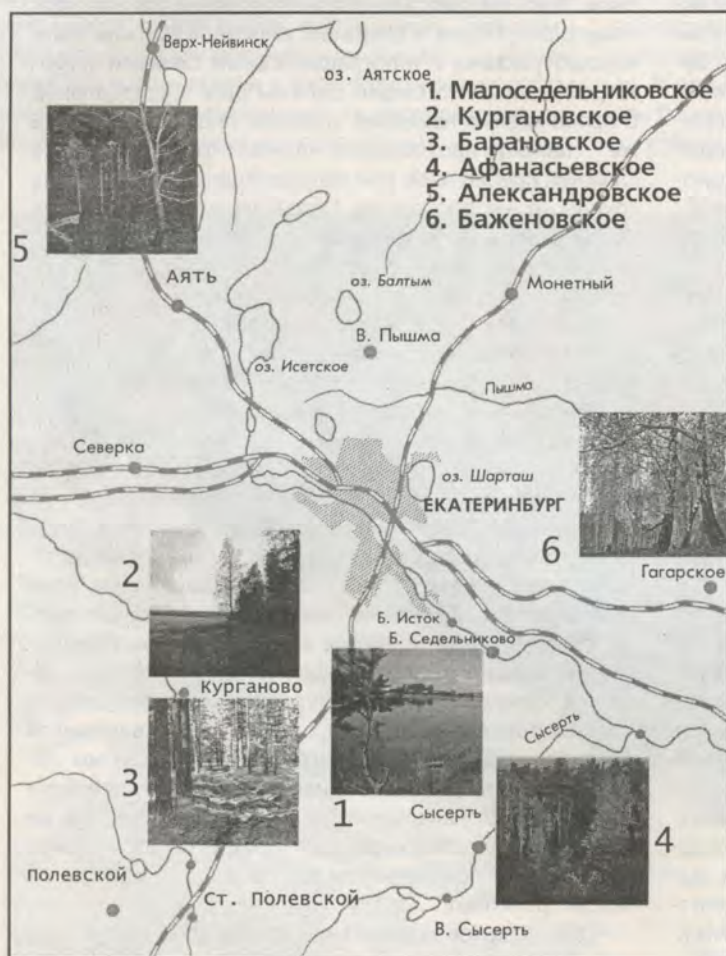 Верх-Нейвинск
оз. Аятское
1. Малоседельниковское
2. Кургановское
3. Барановское
4. Афанасьевское
5. Александровское
6. Баженовское
5
Аять
оз. Балтым
Монетный
В. Пышма
оз. Исетское
Пышма
Северка
оз. Шарташ
ЕКАТЕРИНБУРГ
2
6
Гагарское
Б. Исток
Б. Седельниково
Курганово
Сысерть
3
1
Сысерть
4
Полевской
Ст. Полевской
В. Сысерть